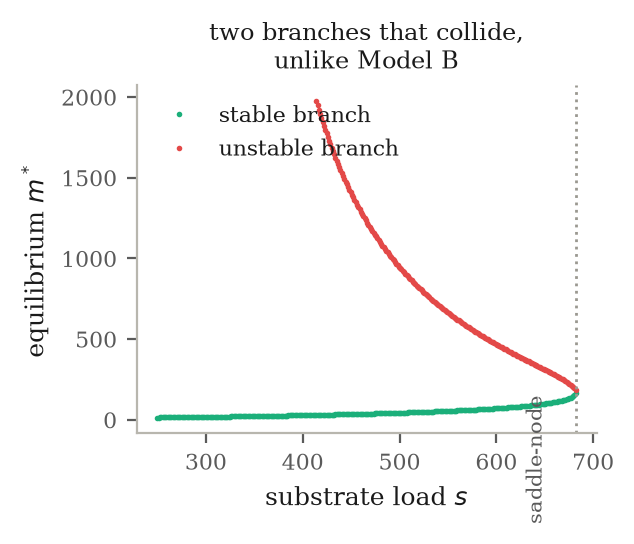 two branches that collide,
unlike Model B
stable branch
unstable branch
equilibrium m*
2000
1500
1000
500
0
saddle-node
300 400 500 600 700
substrate load s